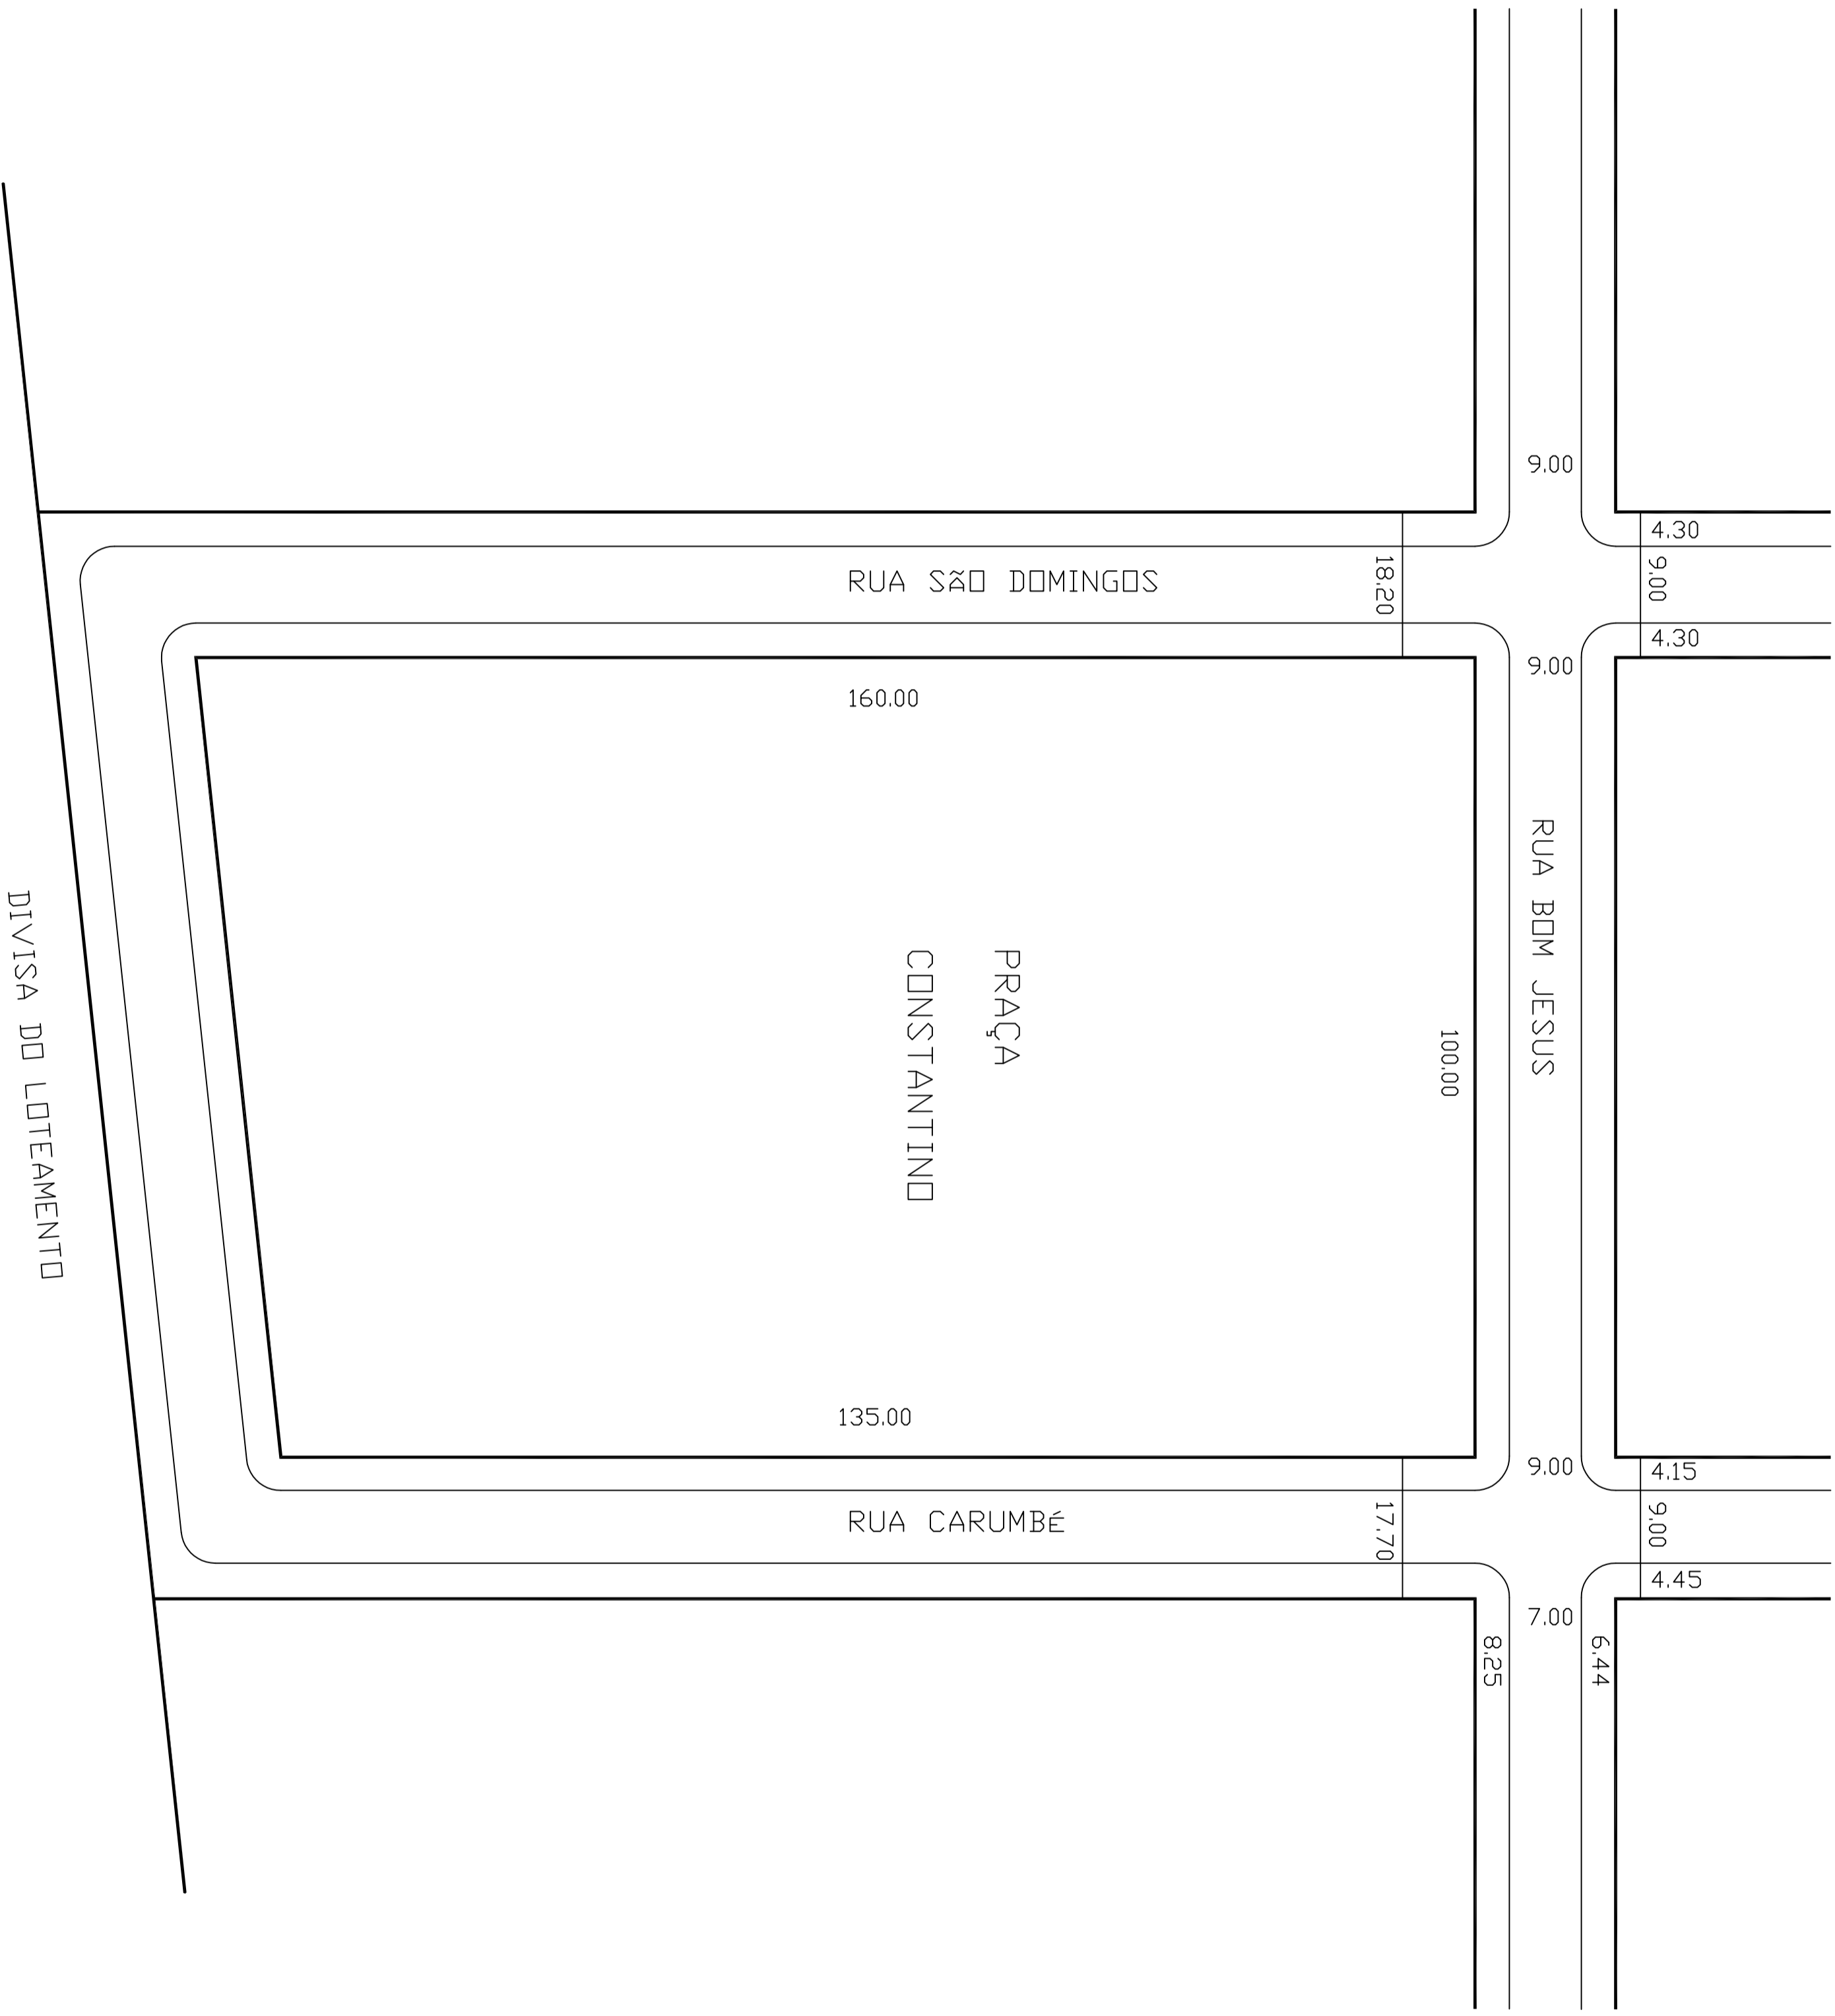 9.00
4.30
RUA SÃO DOMINGOS
18.20
9.00
4.30
9.00
160.00
RUA BOM JESUS
DIVISA DO LOTEAMENTO
PRAÇA
CONSTANTINO
100.00
135.00
9.00
4.15
RUA CARUMBÉ
17.70
9.00
4.45
7.00
8.25
6.44